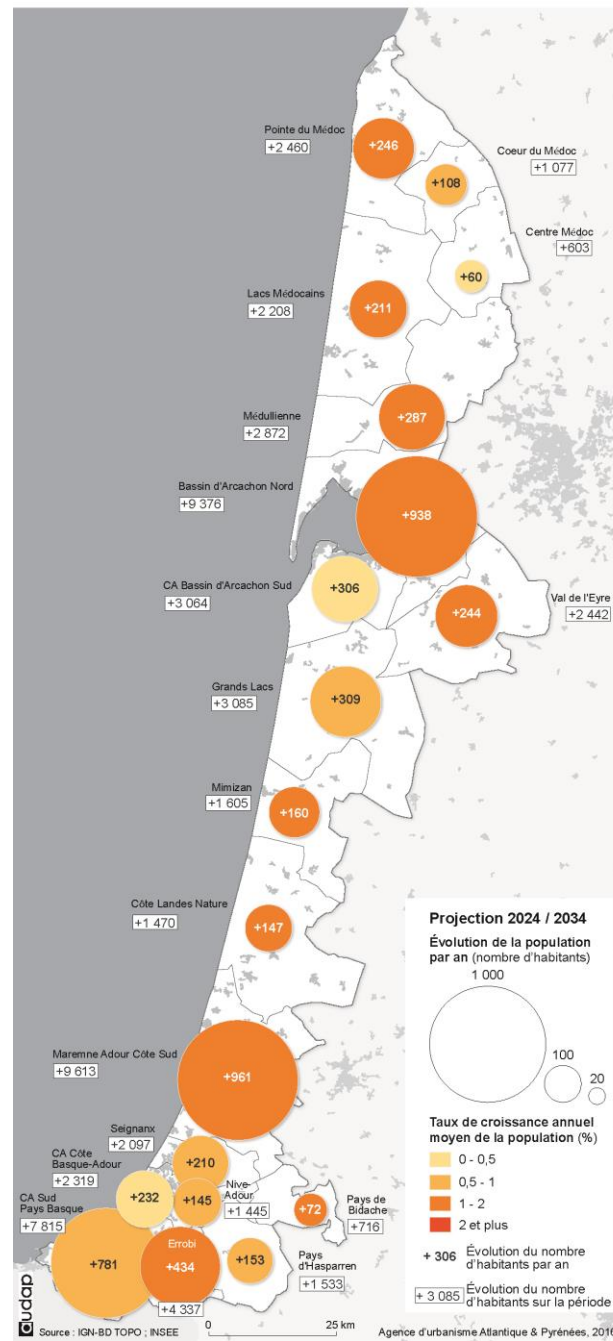 Pointe du Médoc
+2 460
+246
Coeur du Médoc
+1 077
+108
Centre Médoc
+603
+60
Lacs Médocains
+2 208
+211
Médullienne
+2 872
+287
Bassin d'Arcachon Nord
+9 376
+938
CA Bassin d'Arcachon Sud
+3 064
+306
Val de l'Eyre
+2 442
+244
Grands Lacs
+3 085
+309
Mimizan
+1 605
+160
Côte Landes Nature
+1 470
+147
Maremne Adour Côte Sud
+9 613
+961
Seignanx
+2 097
+210
CA Côte
Basque-Adour
+2 319
+232
Nive-
Adour
+1 445
+145
CA Sud
Pays Basque
+7 815
+781
Errobi
+434
+4 337
Pays de
Bidache
+716
+72
Pays
d'Hasparren
+1 533
+153
Projection 2024 / 2034
Évolution de la population
par an (nombre d'habitants)
1 000
100
20
Taux de croissance annuel
moyen de la population (%)
0 - 0,5
0,5 - 1
1 - 2
2 et plus
+ 306 Évolution du nombre
d'habitants par an
+ 3 085 Évolution du nombre
d'habitants sur la période
0 25 km
audap
Source : IGN-BD TOPO ; INSEE
Agence d'urbanisme Atlantique & Pyrénées,